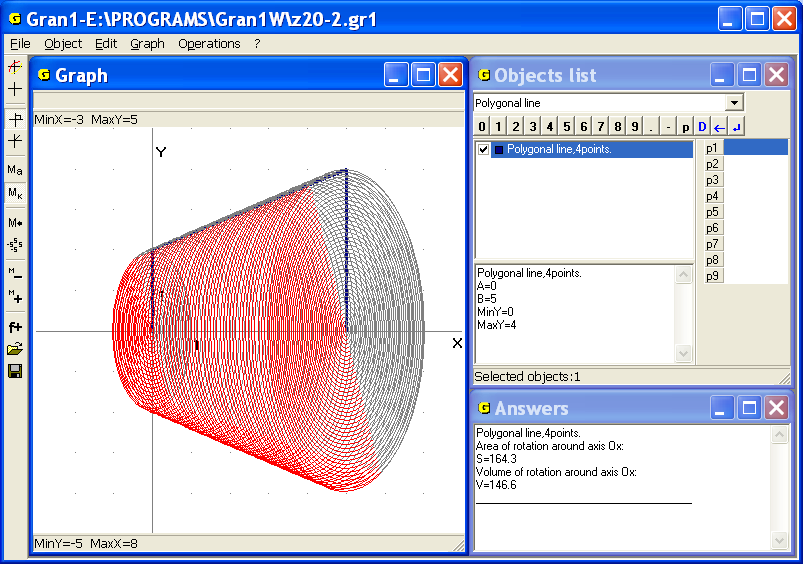 Gran1-E:\PROGRAMS\Gran1W\z20-2.gr1
File Object Edit Graph Operations ?
Graph
MinX=-3 MaxY=5
Y
X
MinY=-5 MaxX=8
Ma
Mк
M
M
M
f+
Objects list
Polygonal line
0 1 2 3 4 5 6 7 8 9 . - p D ← ↵
Polygonal line,4points.
p1
p2
p3
p4
p5
p6
p7
p8
p9
Polygonal line,4points.
A=0
B=5
MinY=0
MaxY=4
Selected objects:1
Answers
Polygonal line,4points.
Area of rotation around axis Ox:
S=164.3
Volume of rotation around axis Ox:
V=146.6